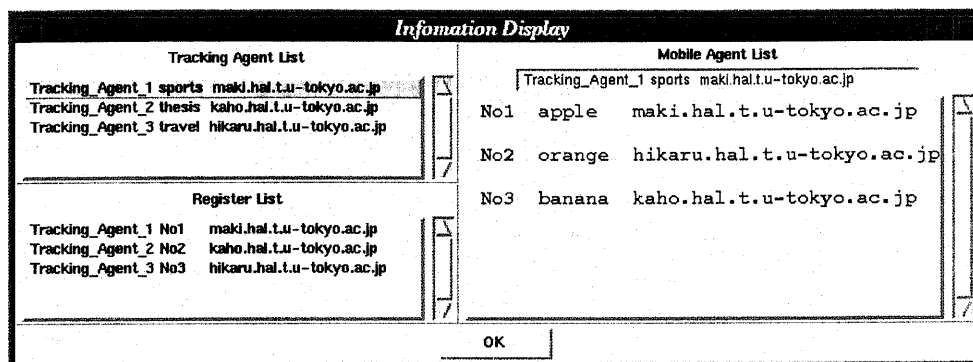 Infomation Display
Tracking Agent List
Tracking_Agent_1 sports maki.hal.t.u-tokyo.ac.jp
Tracking_Agent_2 thesis kaho.hal.t.u-tokyo.ac.jp
Tracking_Agent_3 travel hikaru.hal.t.u-tokyo.ac.jp
Register List
Tracking_Agent_1 No1 maki.hal.t.u-tokyo.ac.jp
Tracking_Agent_2 No2 kaho.hal.t.u-tokyo.ac.jp
Tracking_Agent_3 No3 hikaru.hal.t.u-tokyo.ac.jp
Mobile Agent List
Tracking_Agent_1 sports maki.hal.t.u-tokyo.ac.jp
No1 apple maki.hal.t.u-tokyo.ac.jp
No2 orange hikaru.hal.t.u-tokyo.ac.jp
No3 banana kaho.hal.t.u-tokyo.ac.jp
OK